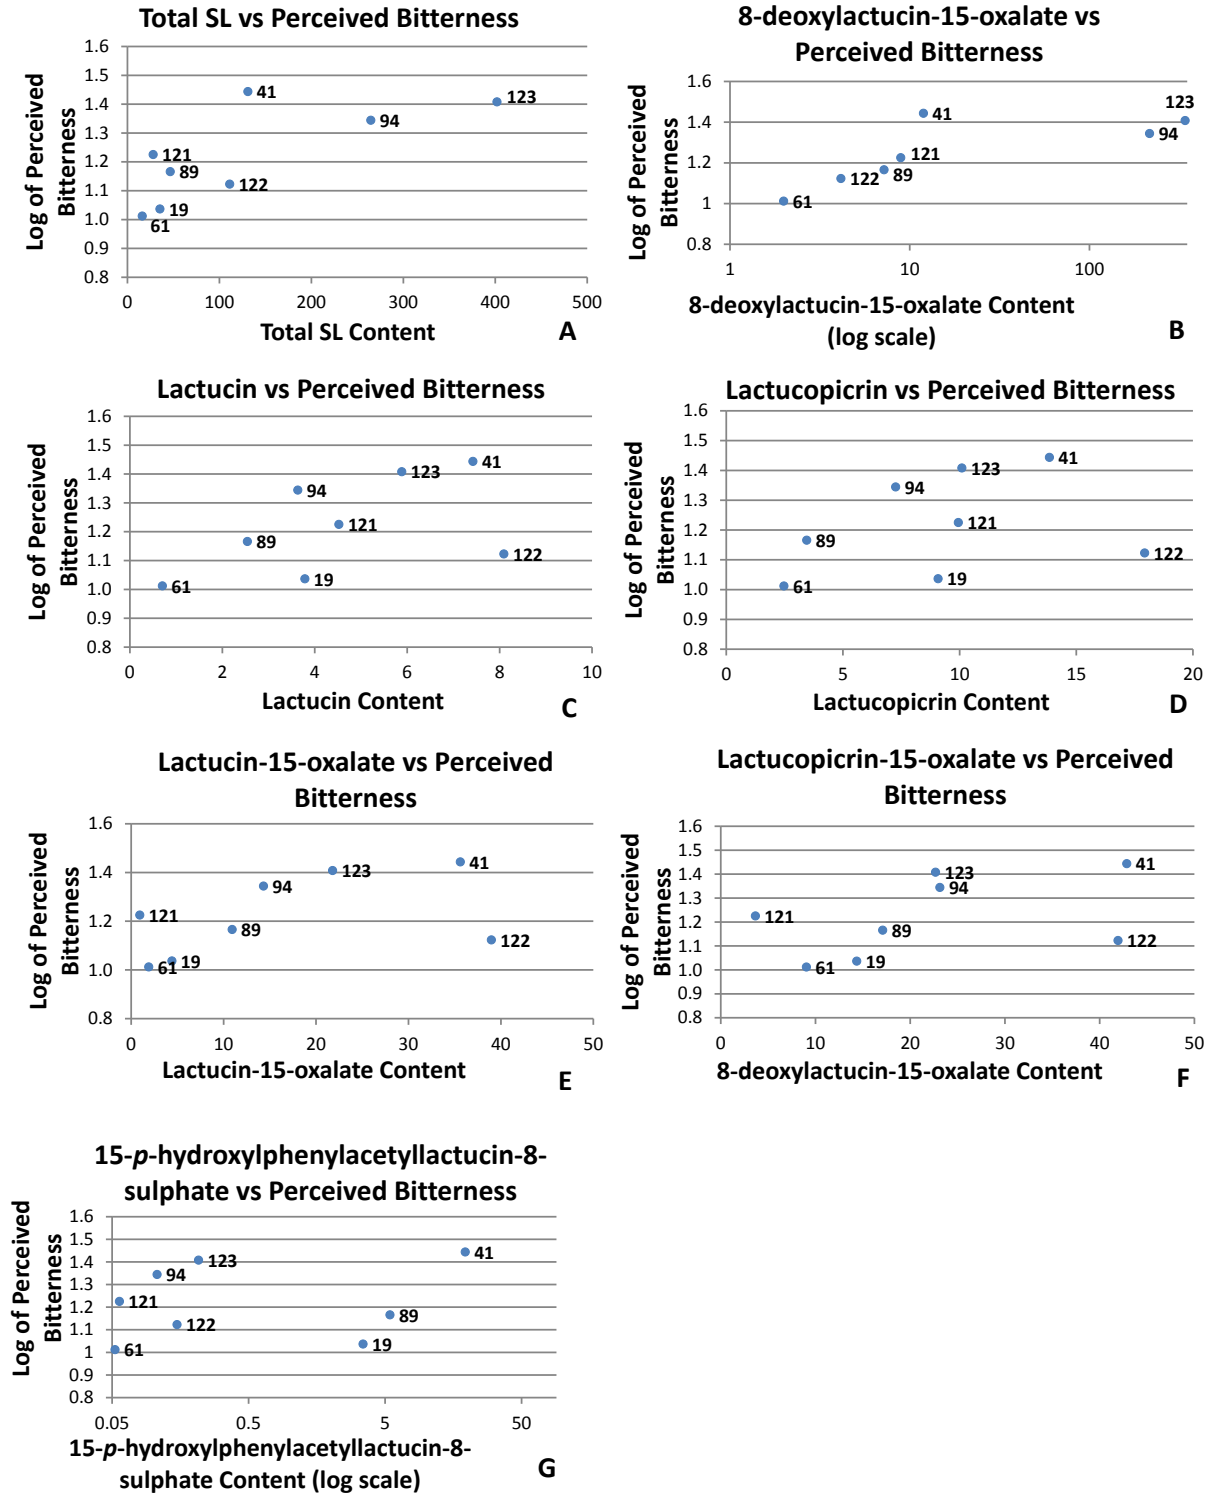 Total SL vs Perceived Bitterness
Log of Perceived
Bitterness
1.6
1.5
1.4
1.3
1.2
1.1
1.0
0.9
0.8
41
123
94
121
89
122
19
61
0 100 200 300 400 500
Total SL Content
A
8-deoxylactucin-15-oxalate vs
Perceived Bitterness
Log of Perceived
Bitterness
1.6
1.4
1.2
1
0.8
123
41
94
121
122
89
61
1 10 100
8-deoxylactucin-15-oxalate Content
(log scale)
B
Lactucin vs Perceived Bitterness
Log of Perceived
Bitterness
1.6
1.5
1.4
1.3
1.2
1.1
1.0
0.9
0.8
41
123
94
121
89
122
61
19
0 2 4 6 8 10
Lactucin Content
C
Lactucopicrin vs Perceived Bitterness
Log of Perceived
Bitterness
1.6
1.5
1.4
1.3
1.2
1.1
1.0
0.9
0.8
41
123
94
121
89
122
61
19
0 5 10 15 20
Lactucopicrin Content
D
Lactucin-15-oxalate vs Perceived
Bitterness
Log of Perceived
Bitterness
1.6
1.4
1.2
1.0
0.8
41
123
94
121
89
122
61
19
0 10 20 30 40 50
Lactucin-15-oxalate Content
E
Lactucopicrin-15-oxalate vs Perceived
Bitterness
Log of Perceived
Bitterness
1.6
1.5
1.4
1.3
1.2
1.1
1.0
0.9
0.8
41
123
94
121
89
122
61
19
0 10 20 30 40 50
8-deoxylactucin-15-oxalate Content
F
15-p-hydroxylphenylacetyllactucin-8-
sulphate vs Perceived Bitterness
Log of Perceived
Bitterness
1.6
1.5
1.4
1.3
1.2
1.1
1
0.9
0.8
41
123
94
121
89
122
19
61
0.05 0.5 5 50
15-p-hydroxylphenylacetyllactucin-8-
sulphate Content (log scale)
G